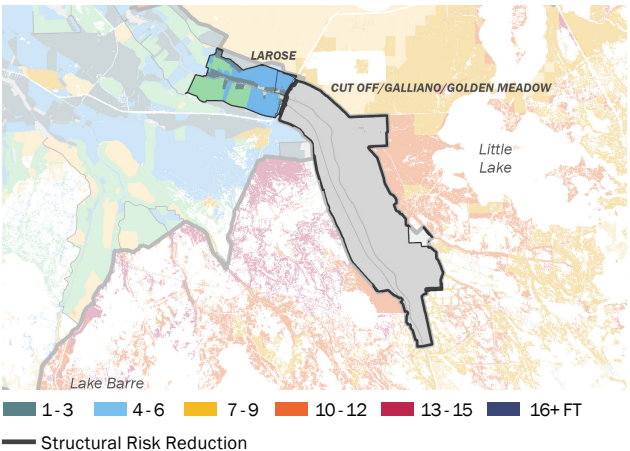 LAROSE
CUT OFF/GALLIANO/GOLDEN MEADOW
Little
Lake
Lake Barre
1-3 4-6 7-9 10-12 13-15 16+ FT
Structural Risk Reduction